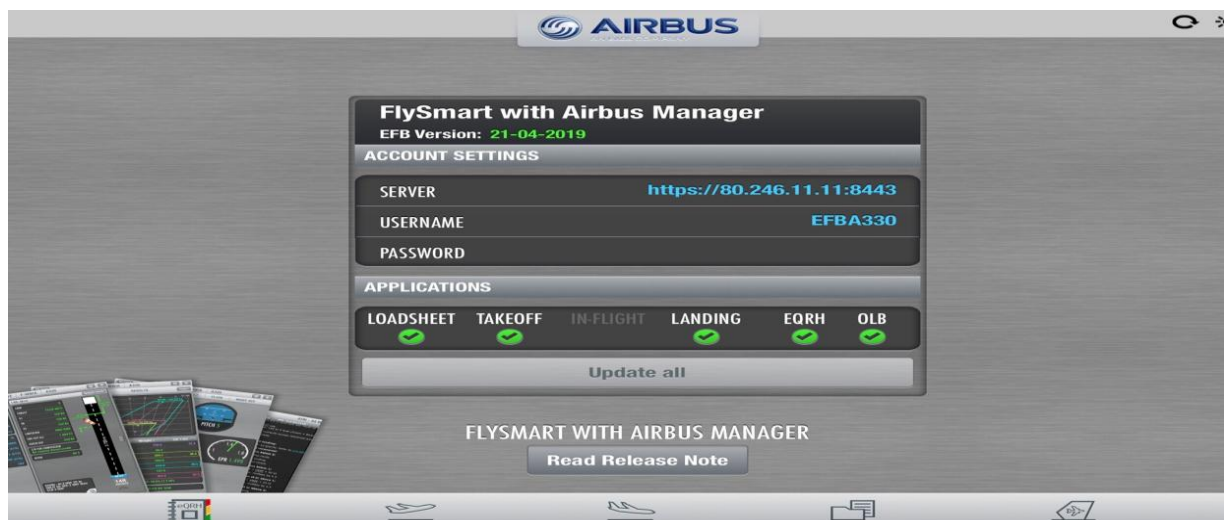 AIRBUS
FlySmart with Airbus Manager
EFB Version: 21-04-2019
ACCOUNT SETTINGS
SERVER https://80.246.11.11:8443
USERNAME EFBA330
PASSWORD
APPLICATIONS
LOADSHEET TAKEOFF IN-FLIGHT LANDING EQRH OLB
Update all
FLYSMART WITH AIRBUS MANAGER
Read Release Note
eQRH